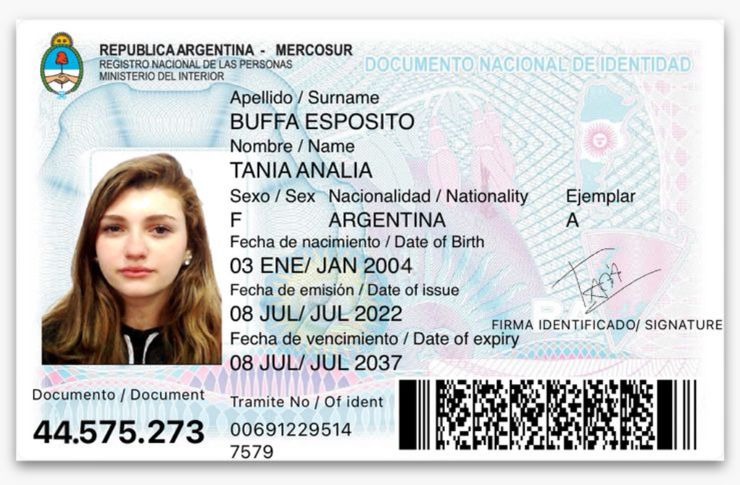 REPUBLICA ARGENTINA - MERCOSUR
REGISTRO NACIONAL DE LAS PERSONAS
MINISTERIO DEL INTERIOR
DOCUMENTO NACIONAL DE IDENTIDAD
Apellido / Surname
BUFFA ESPOSITO
Nombre / Name
TANIA ANALIA
Sexo / Sex Nacionalidad / Nationality Ejemplar
F ARGENTINA A
Fecha de nacimiento / Date of Birth
03 ENE/ JAN 2004
Fecha de emisión / Date of issue
08 JUL/ JUL 2022
FIRMA IDENTIFICADO/ SIGNATURE
Fecha de vencimiento / Date of expiry
08 JUL/ JUL 2037
Documento / Document
44.575.273
Tramite No / Of ident
00691229514
7579